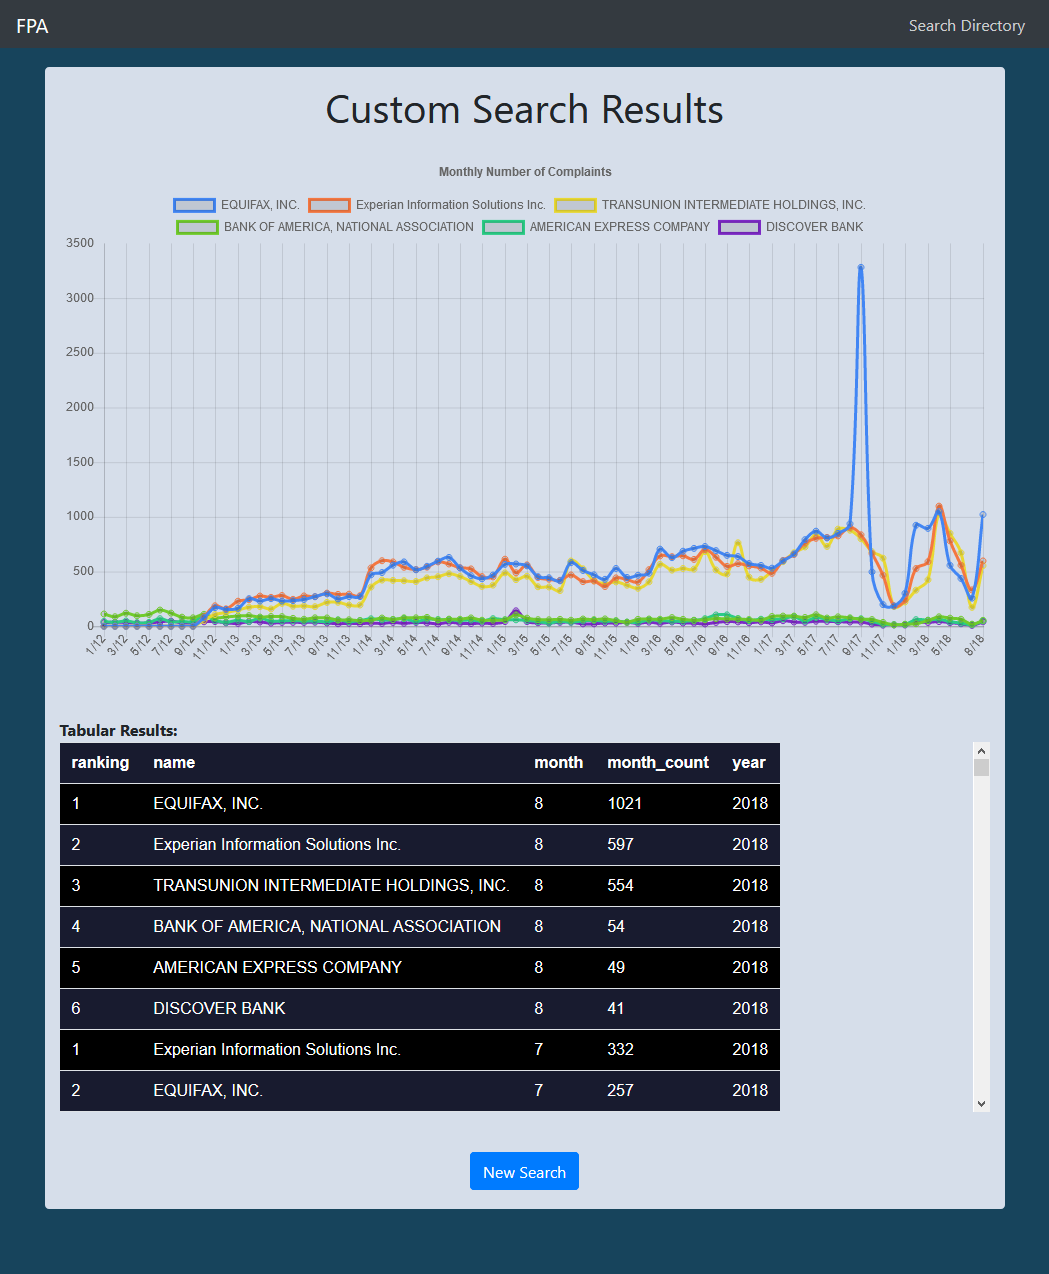 FPA Search Directory
Custom Search Results
Monthly Number of Complaints
EQUIFAX, INC. Experian Information Solutions Inc. TRANSUNION INTERMEDIATE HOLDINGS, INC.
BANK OF AMERICA, NATIONAL ASSOCIATION AMERICAN EXPRESS COMPANY DISCOVER BANK
3500
3000
2500
2000
1500
1000
500
0
1/12 3/12 5/12 7/12 9/12 11/12 1/13 3/13 5/13 7/13 9/13 11/13 1/14 3/14 5/14 7/14 9/14 11/14 1/15 3/15 5/15 7/15 9/15 11/15 1/16 3/16 5/16 7/16 9/16 11/16 1/17 3/17 5/17 7/17 9/17 11/17 1/18 3/18 5/18 8/18
Tabular Results:
ranking name month month_count year
1 EQUIFAX, INC. 8 1021 2018
2 Experian Information Solutions Inc. 8 597 2018
3 TRANSUNION INTERMEDIATE HOLDINGS, INC. 8 554 2018
4 BANK OF AMERICA, NATIONAL ASSOCIATION 8 54 2018
5 AMERICAN EXPRESS COMPANY 8 49 2018
6 DISCOVER BANK 8 41 2018
1 Experian Information Solutions Inc. 7 332 2018
2 EQUIFAX, INC. 7 257 2018
New Search